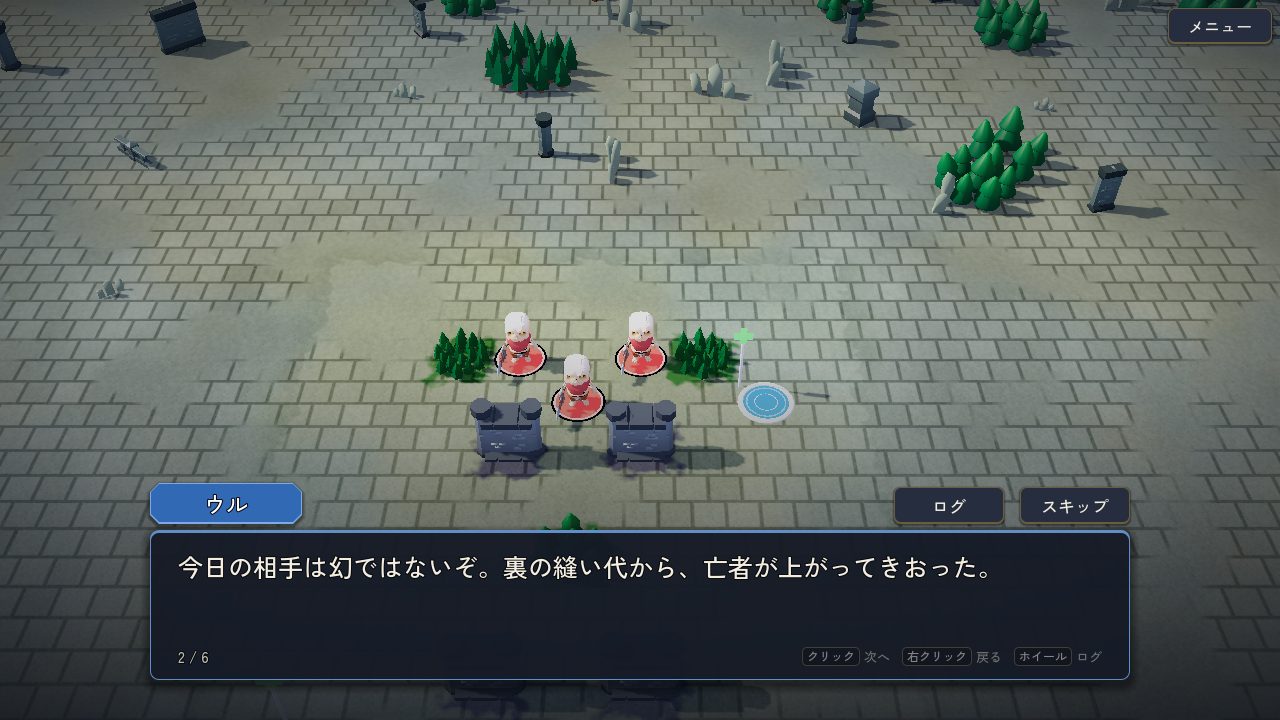 メニュー
ウル
ログ
スキップ
今日の相手は幻ではないぞ。裏の縫い代から、亡者が上がってきおった。
2 / 6
クリック 次へ 右クリック 戻る ホイール ログ